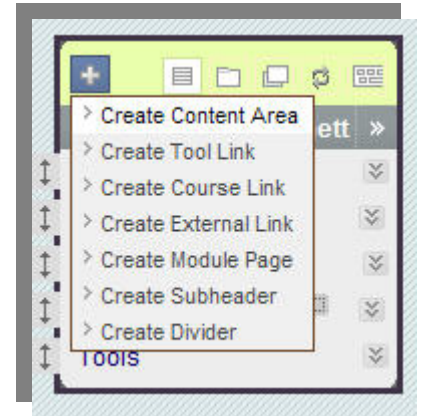 +
> Create Content Area
ett »
> Create Tool Link
> Create Course Link
> Create External Link
> Create Module Page
> Create Subheader
> Create Divider
Tools